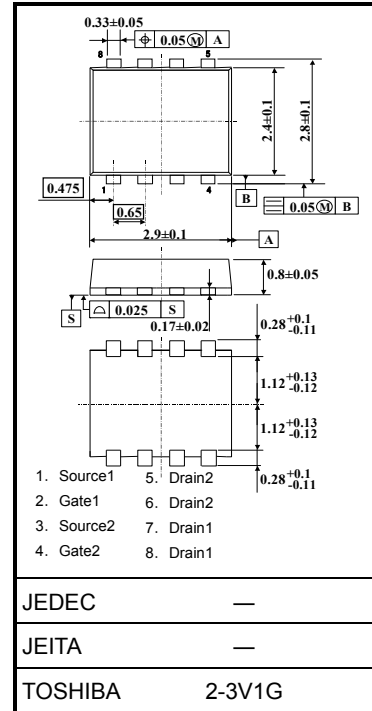 0.33±0.05
⌖ 0.05 Ⓜ A
8 5
2.4±0.1
2.8±0.1
0.475
1 4
B
0.65
⌯ 0.05 Ⓜ B
2.9±0.1
A
0.8±0.05
S
⌓ 0.025 S
0.17±0.02
0.28 +0.1 -0.11
1.12 +0.13 -0.12
1.12 +0.13 -0.12
0.28 +0.1 -0.11
1. Source1 5. Drain2
2. Gate1 6. Drain2
3. Source2 7. Drain1
4. Gate2 8. Drain1
JEDEC —
JEITA —
TOSHIBA 2-3V1G